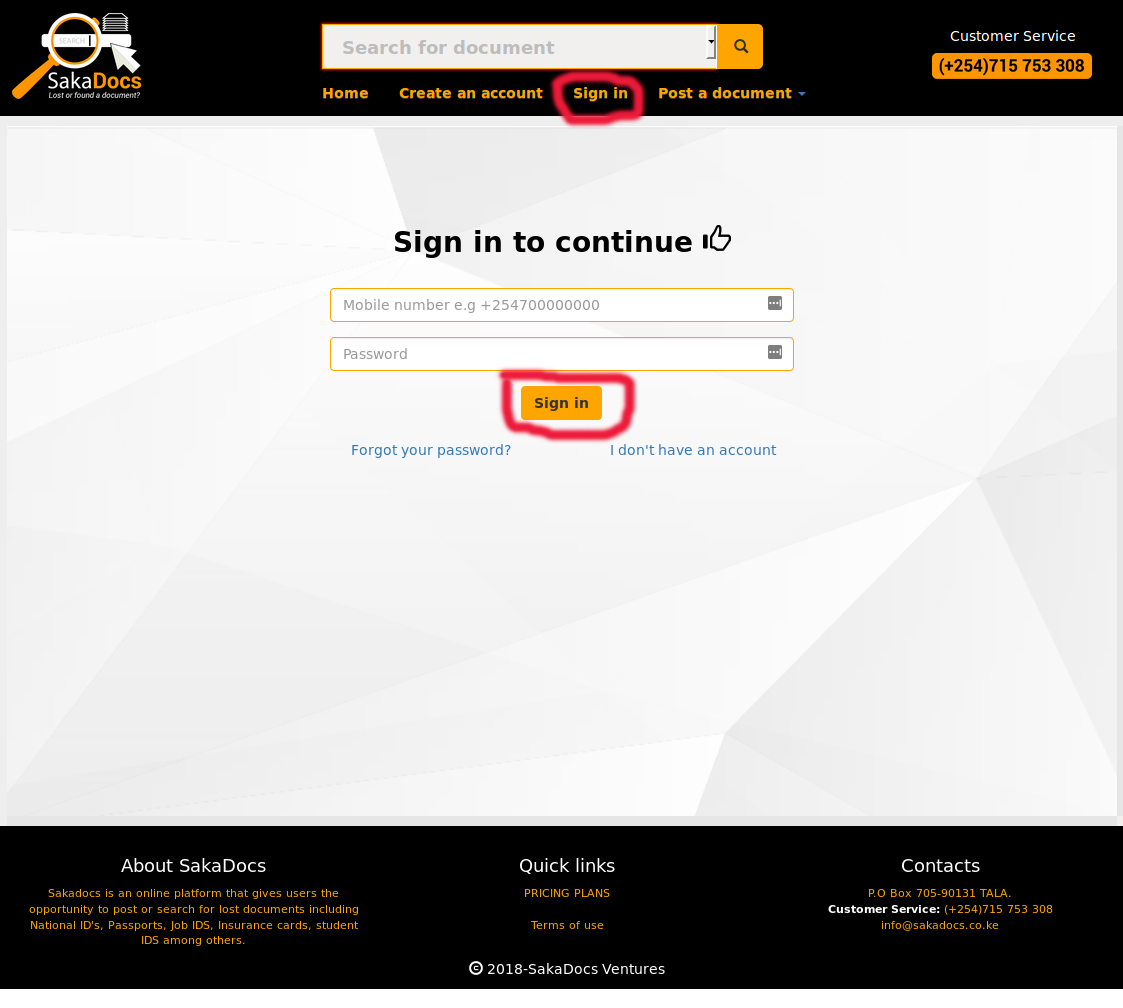 SEARCH
SakaDocs
Lost or found a document?
Search for document
Customer Service
(+254)715 753 308
Home Create an account Sign in Post a document
Sign in to continue
Mobile number e.g +254700000000
Password
Sign in
Forgot your password? I don't have an account
About SakaDocs
Sakadocs is an online platform that gives users the
opportunity to post or search for lost documents including
National ID's, Passports, Job IDS, Insurance cards, student
IDS among others.
Quick links
PRICING PLANS
Terms of use
Contacts
P.O Box 705-90131 TALA.
Customer Service: (+254)715 753 308
info@sakadocs.co.ke
© 2018-SakaDocs Ventures